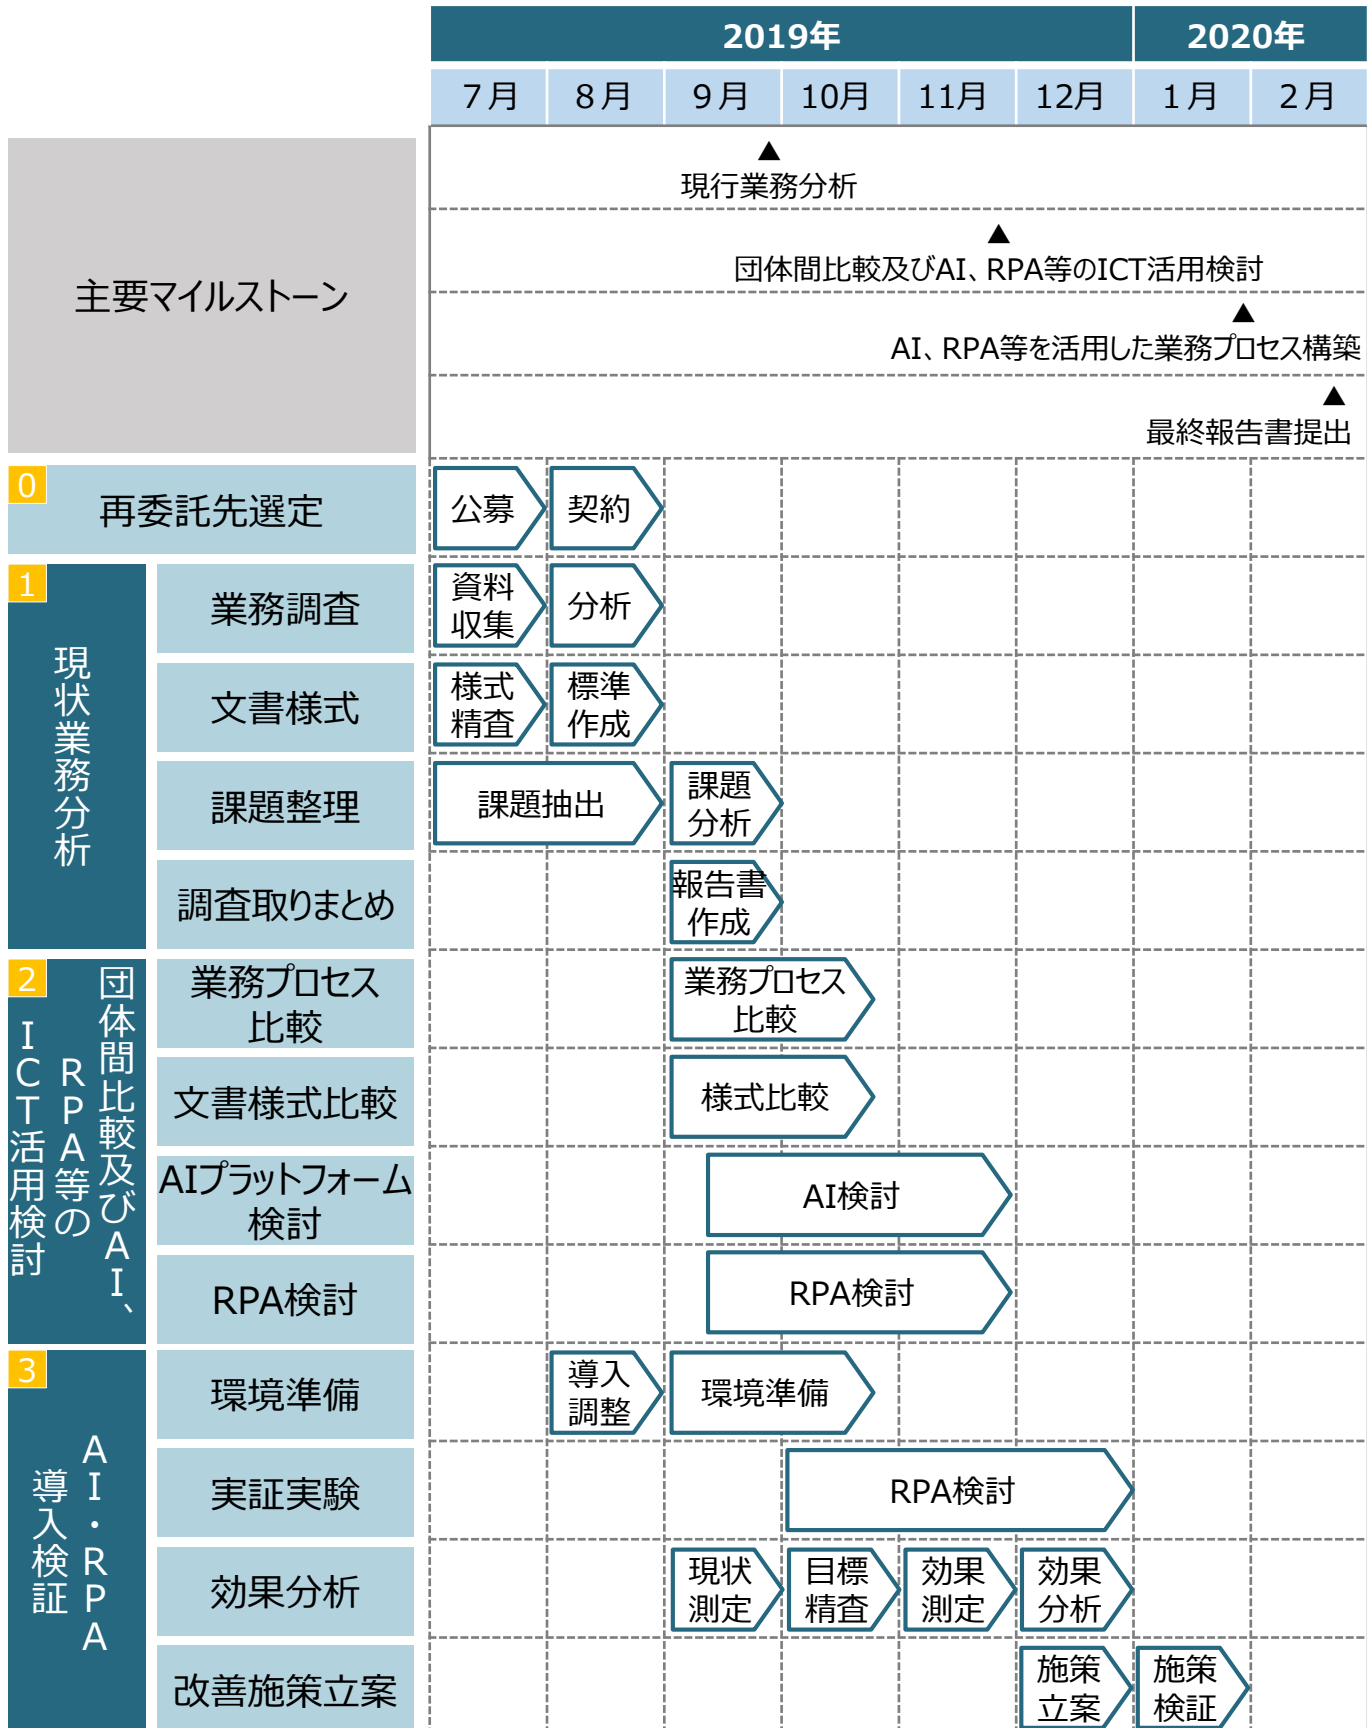 2019年
2020年
７月
８月
９月
10月
11月
12月
１月
２月
主要マイルストーン
▲
現行業務分析
▲
団体間比較及びAI、RPA等のICT活用検討
▲
AI、RPA等を活用した業務プロセス構築
▲
最終報告書提出
0
再委託先選定
公募
契約
1
現状業務分析
業務調査
資料
収集
分析
文書様式
様式
精査
標準
作成
課題整理
課題抽出
課題
分析
調査取りまとめ
報告書
作成
2
団体間比較及びＡＩ、
ＲＰＡ等の
ＩＣＴ活用検討
業務プロセス
比較
業務プロセス
比較
文書様式比較
様式比較
AIプラットフォーム
検討
AI検討
RPA検討
RPA検討
3
ＡＩ・ＲＰＡ
導入検証
環境準備
導入
調整
環境準備
実証実験
RPA検討
効果分析
現状
測定
目標
精査
効果
測定
効果
分析
改善施策立案
施策
立案
施策
検証